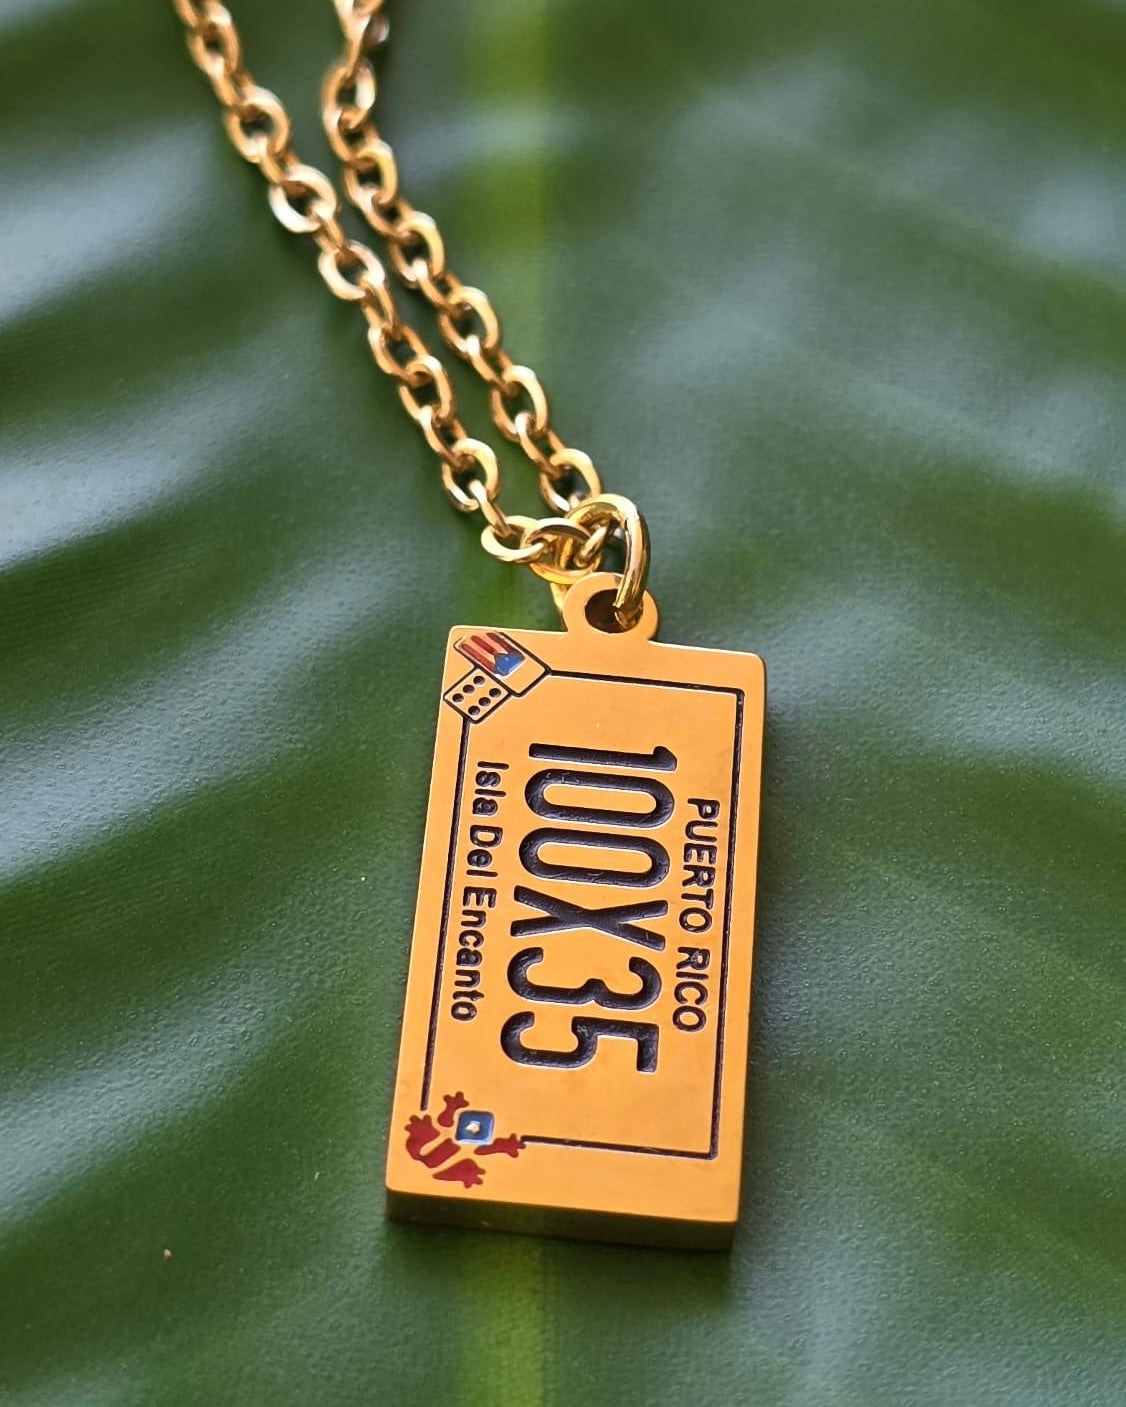 PUERTO RICO
100X35
Isla Del Encanto